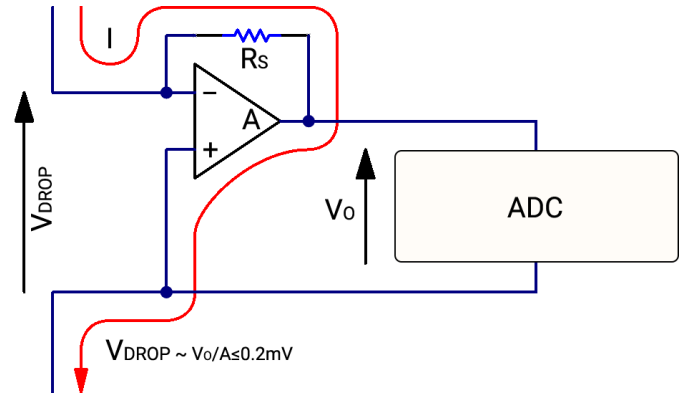 I
Rs
−
A
+
VDROP
Vo
ADC
VDROP ~ Vo/A≤0.2mV